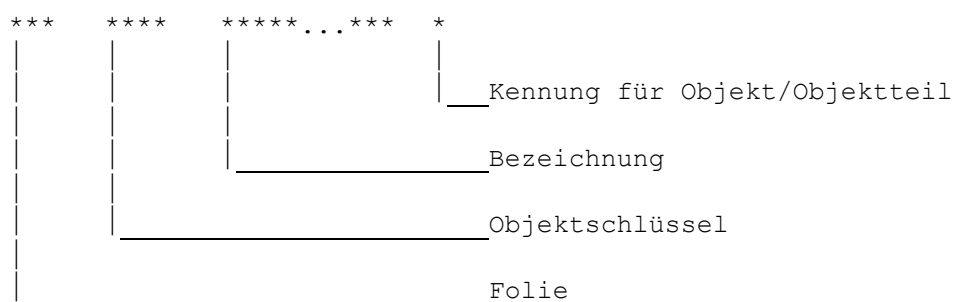 *** **** *****...*** *
Kennung für Objekt/Objektteil
Bezeichnung
Objektschlüssel
Folie